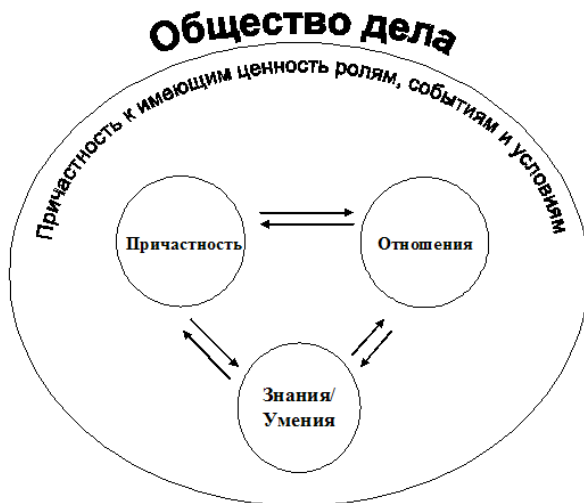 Общество дела
Причастность к имеющим ценность ролям, событиям и условиям
Причастность
Отношения
Знания/
Умения